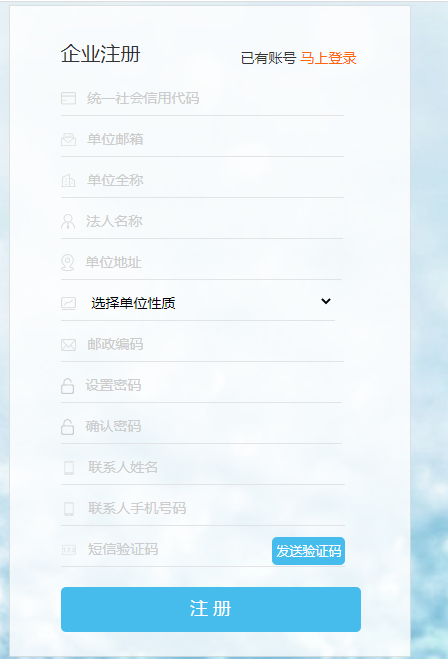 企业注册
已有账号 马上登录
统一社会信用代码
单位邮箱
单位全称
法人名称
单位地址
选择单位性质
邮政编码
设置密码
确认密码
联系人姓名
联系人手机号码
短信验证码 发送验证码
注 册